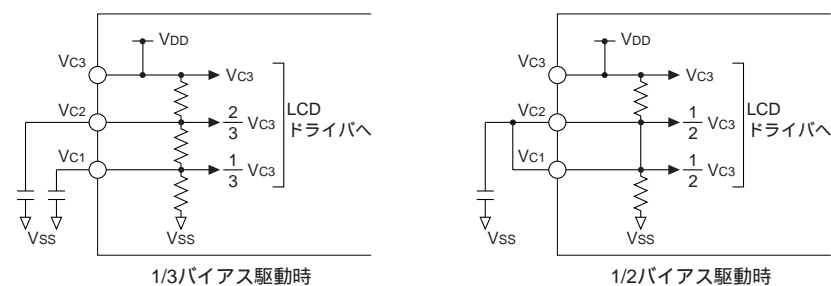 VDD
VC3
VC3
VC2
2/3 VC3
LCD
ドライバへ
VC1
1/3 VC3
VSS
VSS
1/3バイアス駆動時
VDD
VC3
VC3
VC2
1/2 VC3
LCD
ドライバへ
VC1
1/2 VC3
VSS
VSS
1/2バイアス駆動時